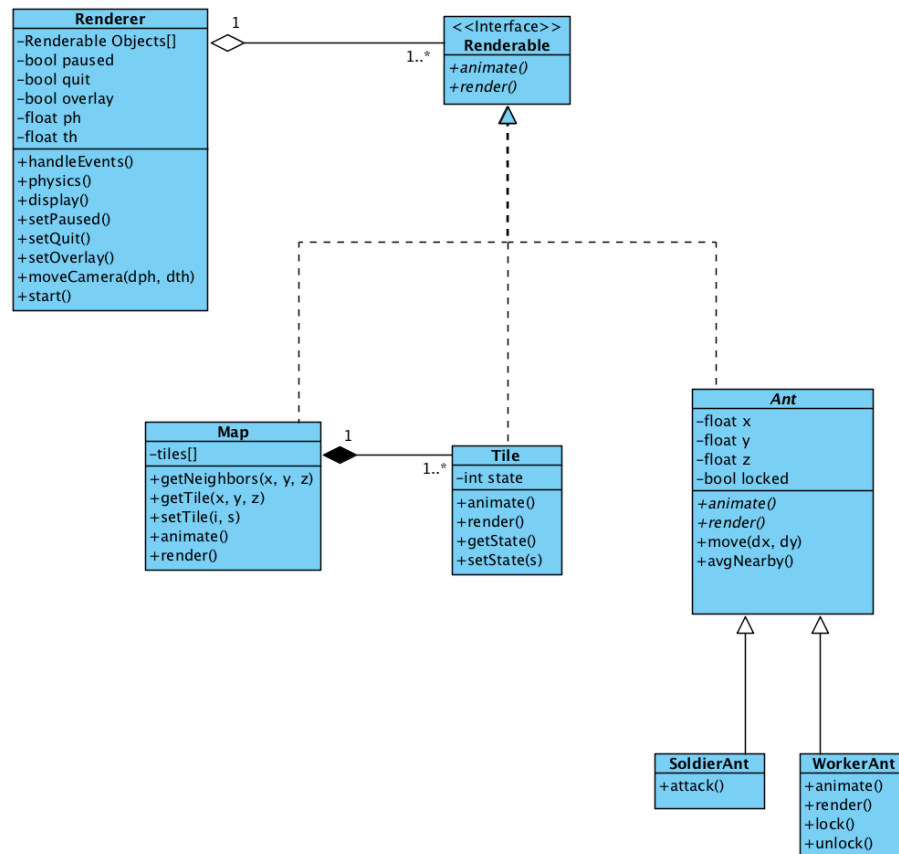 Renderer
-Renderable Objects[]
-bool paused
-bool quit
-bool overlay
-float ph
-float th
+handleEvents()
+physics()
+display()
+setPaused()
+setQuit()
+setOverlay()
+moveCamera(dph, dth)
+start()
1
1..*
<<Interface>>
Renderable
+animate()
+render()
Map
-tiles[]
+getNeighbors(x, y, z)
+getTile(x, y, z)
+setTile(i, s)
+animate()
+render()
1
1..*
Tile
-int state
+animate()
+render()
+getState()
+setState(s)
Ant
-float x
-float y
-float z
-bool locked
+animate()
+render()
+move(dx, dy)
+avgNearby()
SoldierAnt
+attack()
WorkerAnt
+animate()
+render()
+lock()
+unlock()